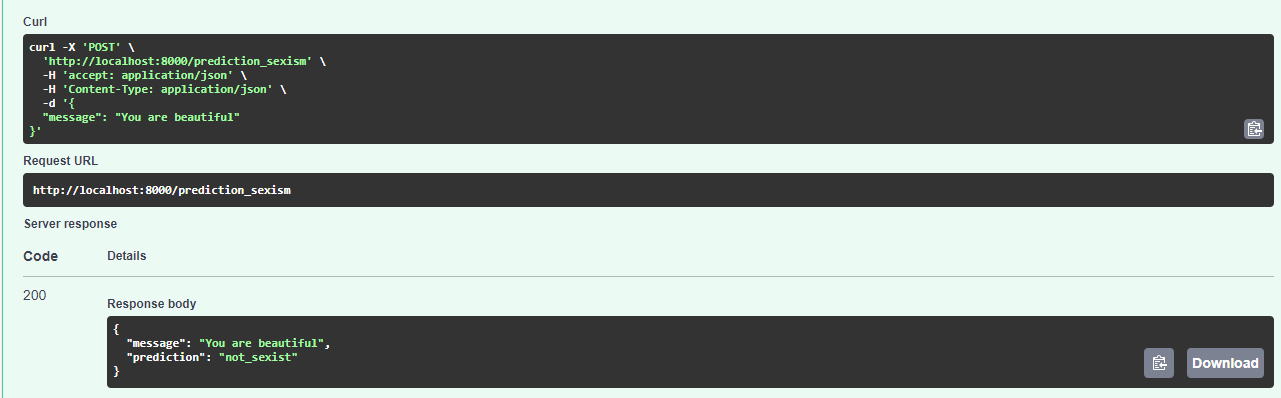 Curl
curl -X 'POST' \
  'http://localhost:8000/prediction_sexism' \
  -H 'accept: application/json' \
  -H 'Content-Type: application/json' \
  -d '{
  "message": "You are beautiful"
}'
Request URL
http://localhost:8000/prediction_sexism
Server response
Code Details
200
Response body
{
  "message": "You are beautiful",
  "prediction": "not_sexist"
}
Download